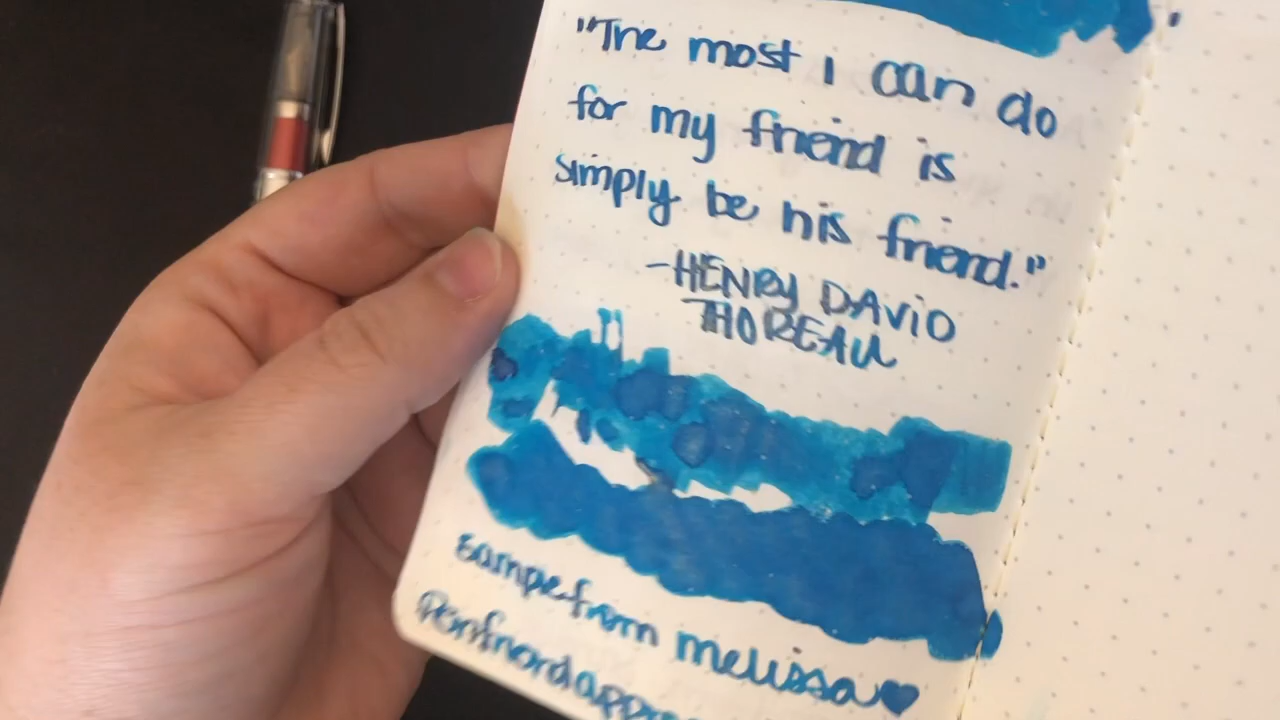 "The most I can do
for my friend is
simply be his friend."
-HENRY DAVID
THOREAU
sample from melissa